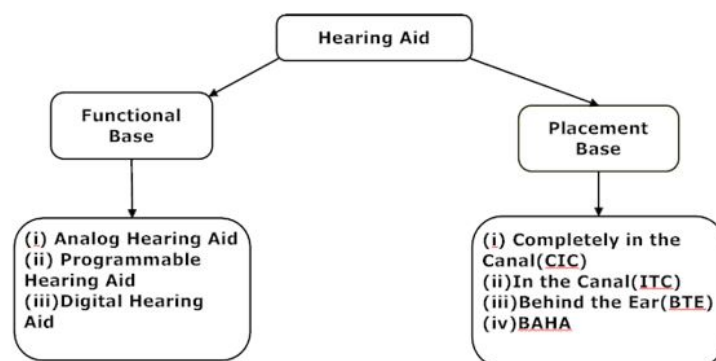 Hearing Aid
Functional
Base
Placement
Base
(i) Analog Hearing Aid
(ii) Programmable
Hearing Aid
(iii)Digital Hearing
Aid
(i) Completely in the
Canal(CIC)
(ii)In the Canal(ITC)
(iii)Behind the Ear(BTE)
(iv)BAHA